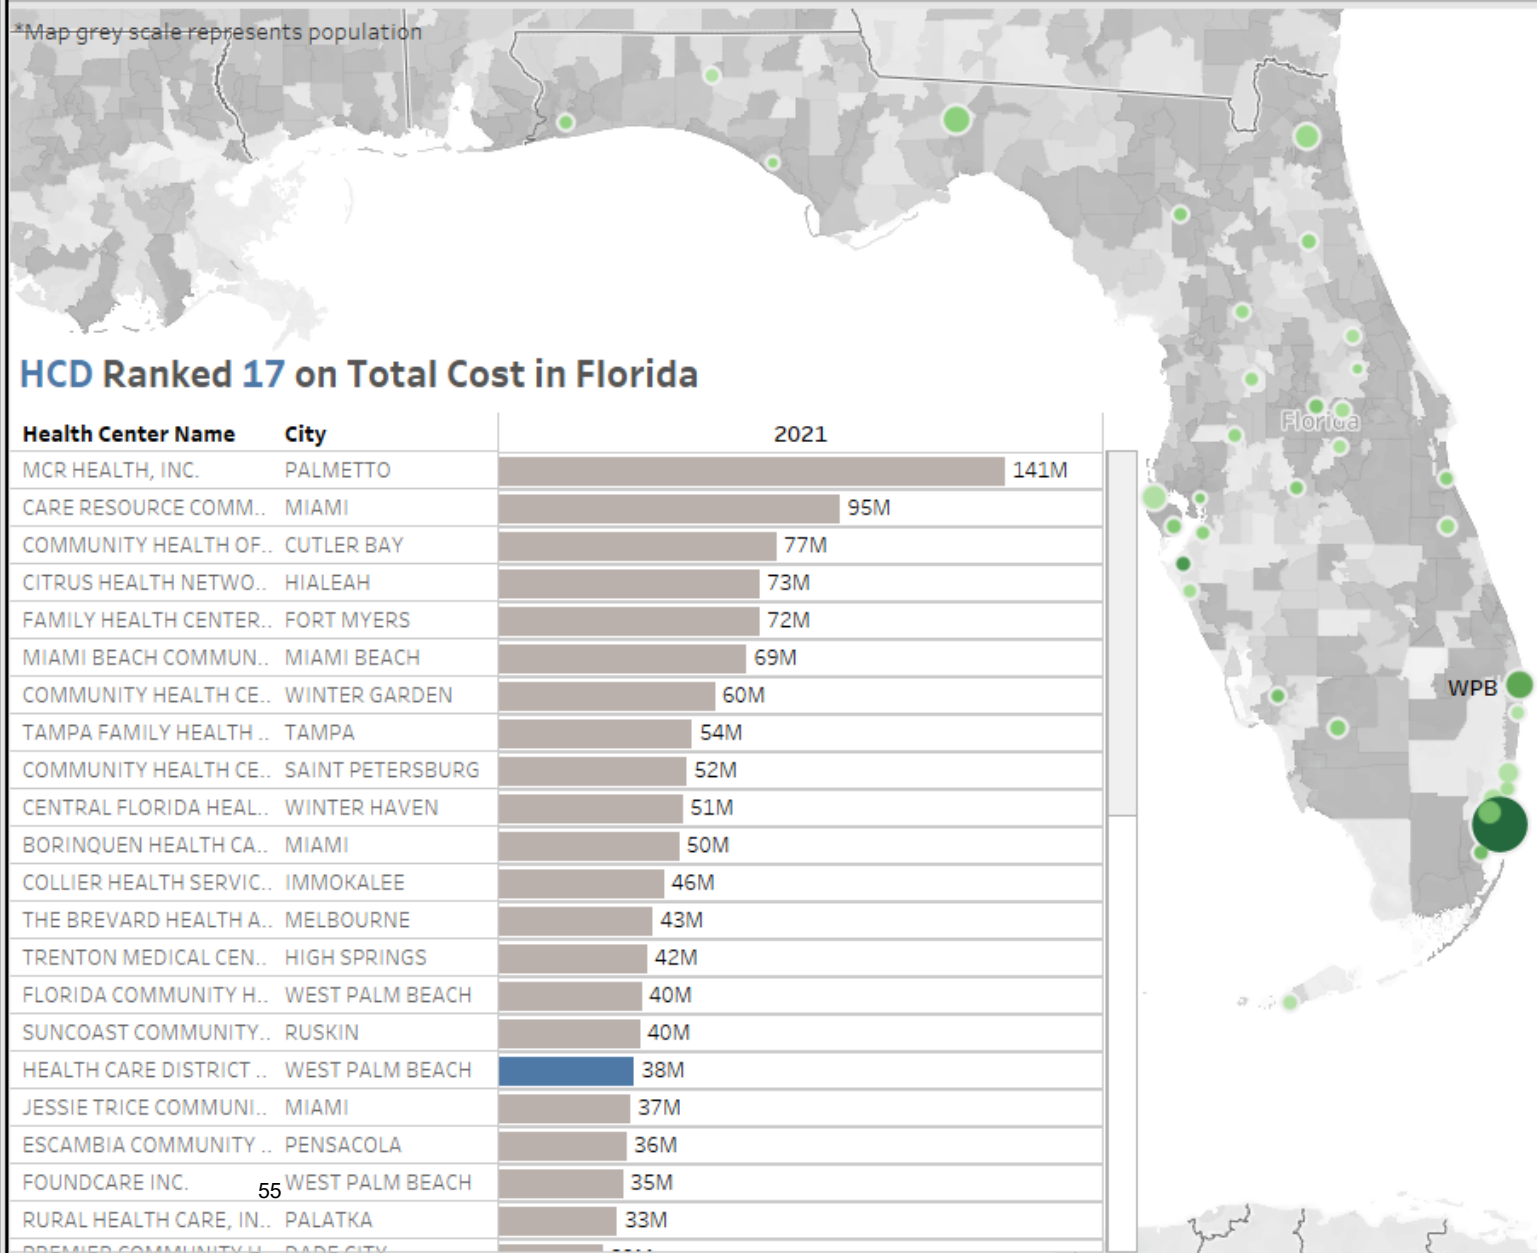 *Map grey scale represents population
HCD Ranked 17 on Total Cost in Florida
Health Center Name City 2021
MCR HEALTH, INC. PALMETTO 141M
CARE RESOURCE COMM.. MIAMI 95M
COMMUNITY HEALTH OF.. CUTLER BAY 77M
CITRUS HEALTH NETWO.. HIALEAH 73M
FAMILY HEALTH CENTER.. FORT MYERS 72M
MIAMI BEACH COMMUN.. MIAMI BEACH 69M
COMMUNITY HEALTH CE.. WINTER GARDEN 60M
TAMPA FAMILY HEALTH .. TAMPA 54M
COMMUNITY HEALTH CE.. SAINT PETERSBURG 52M
CENTRAL FLORIDA HEAL.. WINTER HAVEN 51M
BORINQUEN HEALTH CA.. MIAMI 50M
COLLIER HEALTH SERVIC.. IMMOKALEE 46M
THE BREVARD HEALTH A.. MELBOURNE 43M
TRENTON MEDICAL CEN.. HIGH SPRINGS 42M
FLORIDA COMMUNITY H.. WEST PALM BEACH 40M
SUNCOAST COMMUNITY.. RUSKIN 40M
HEALTH CARE DISTRICT .. WEST PALM BEACH 38M
JESSIE TRICE COMMUNI.. MIAMI 37M
ESCAMBIA COMMUNITY .. PENSACOLA 36M
FOUNDCARE INC. 55 WEST PALM BEACH 35M
RURAL HEALTH CARE, IN.. PALATKA 33M
PREMIER COMMUNITY H.. DADE CITY
Florida
WPB